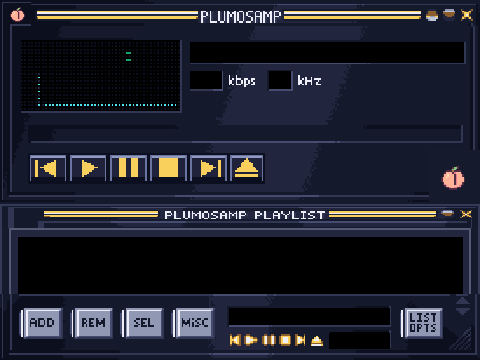 PLUMOSAMP
kbps kHz
PLUMOSAMP PLAYLIST
ADD REM SEL MiSC LIST
OPTS